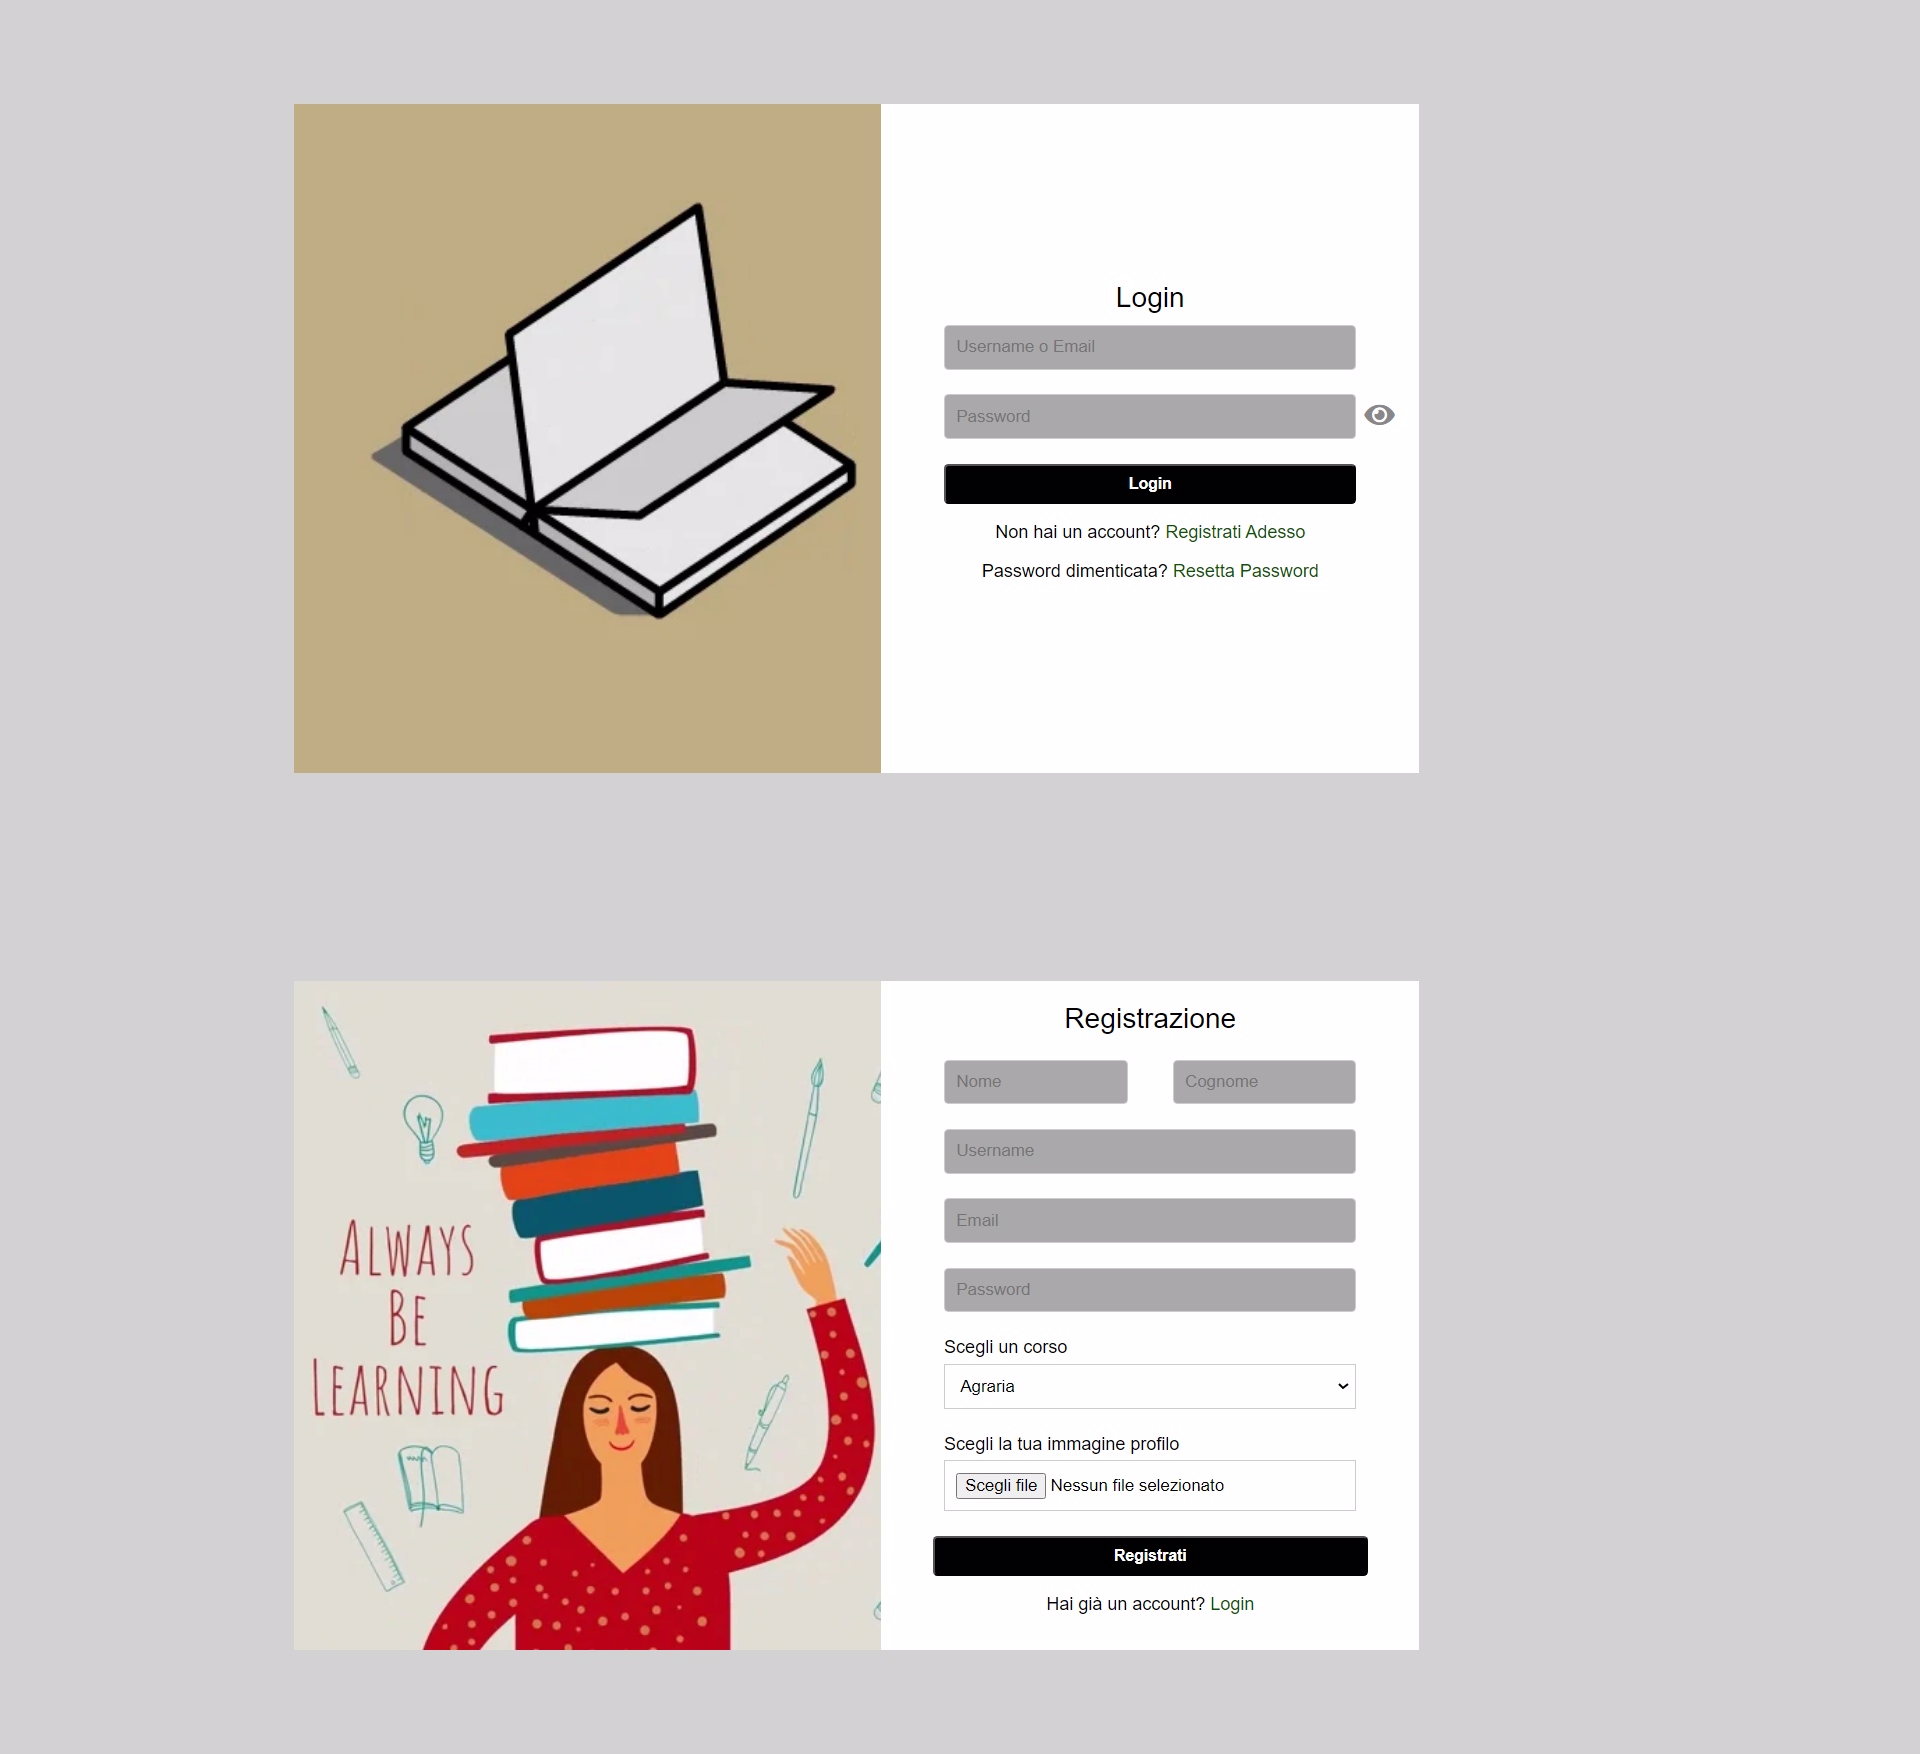 Login
Username o Email
Password
Login
Non hai un account? Registrati Adesso
Password dimenticata? Resetta Password
ALWAYS
BE
LEARNING
Registrazione
Nome Cognome
Username
Email
Password
Scegli un corso
Agraria
Scegli la tua immagine profilo
Scegli file Nessun file selezionato
Registrati
Hai già un account? Login